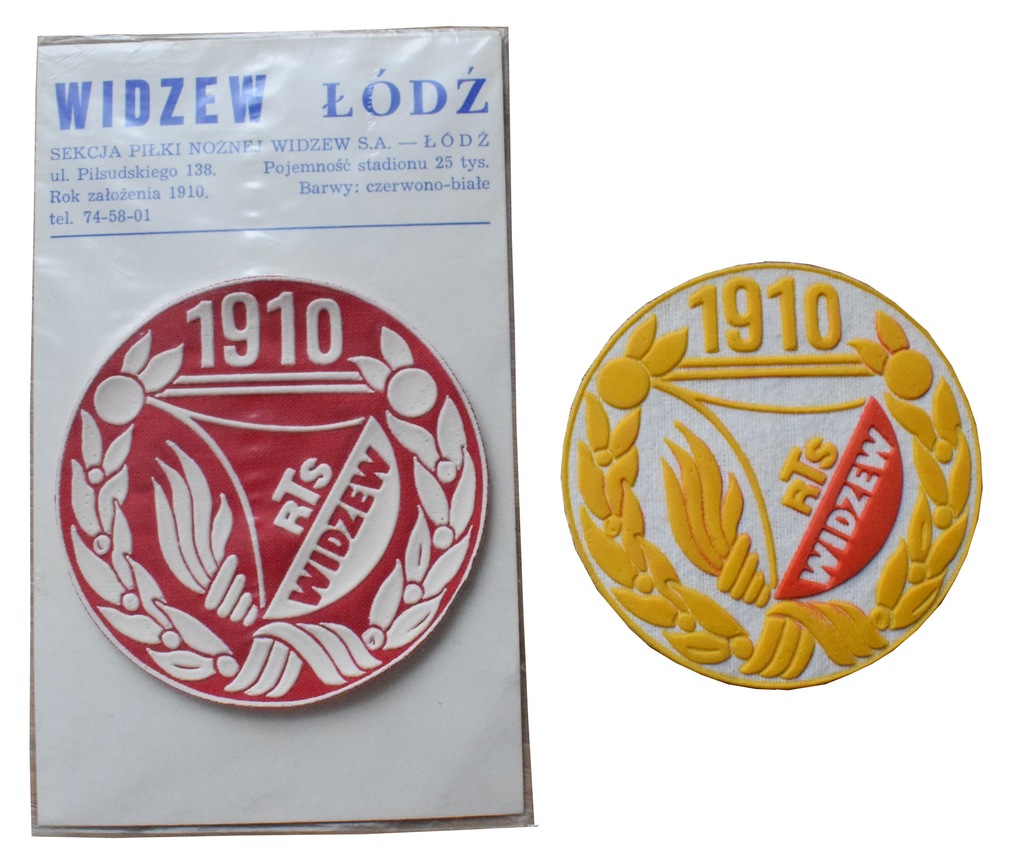 WIDZEW ŁÓDŹ
SEKCJA PIŁKI NOŻNEJ WIDZEW S.A. — ŁÓDŹ
ul. Piłsudskiego 138. Pojemność stadionu 25 tys.
Rok założenia 1910. Barwy: czerwono-białe
tel. 74-58-01
1910
RTS
WIDZEW
1910
RTS
WIDZEW